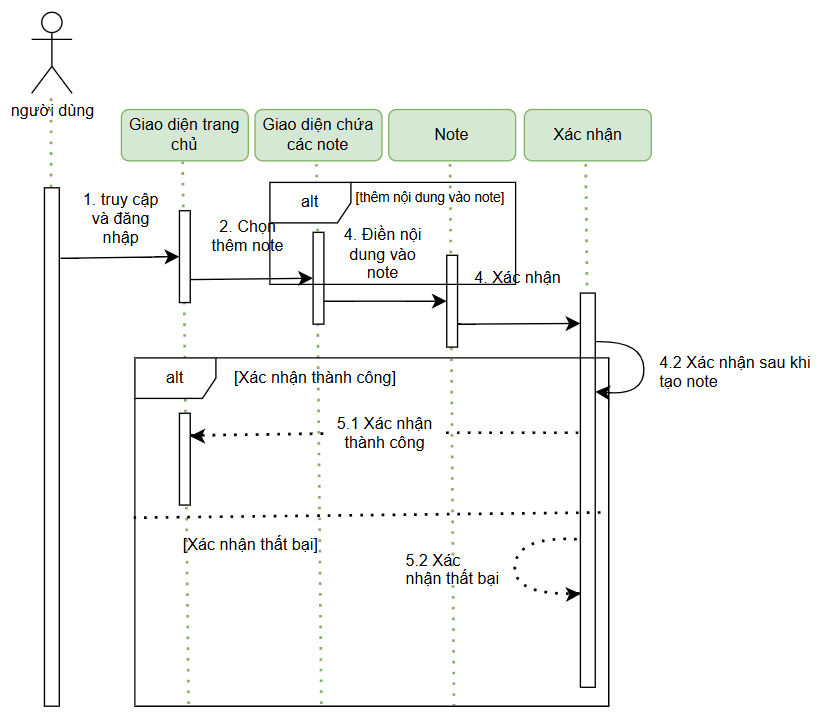 người dùng
Giao diện trang
chủ
Giao diện chứa
các note
Note
Xác nhận
alt
[thêm nội dung vào note]
1. truy cập
và đăng
nhập
2. Chọn
thêm note
4. Điền nội
dung vào
note
4. Xác nhận
4.2 Xác nhận sau khi
tạo note
alt
[Xác nhận thành công]
5.1 Xác nhận
thành công
[Xác nhận thất bại]
5.2 Xác
nhận thất bại